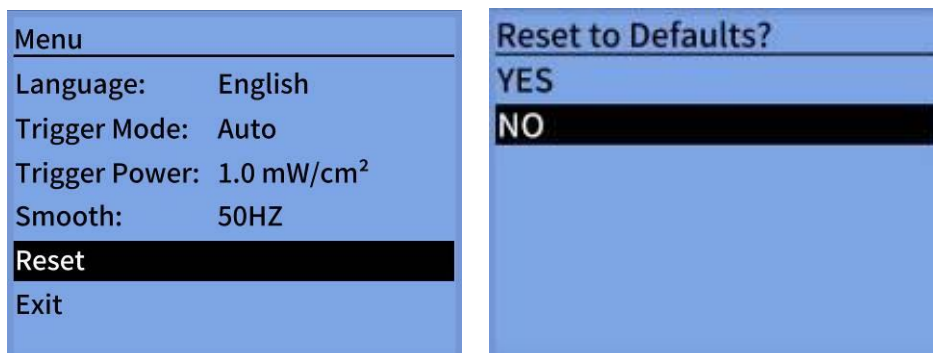 Menu
Language: English
Trigger Mode: Auto
Trigger Power: 1.0 mW/cm²
Smooth: 50HZ
Reset
Exit
Reset to Defaults?
YES
NO